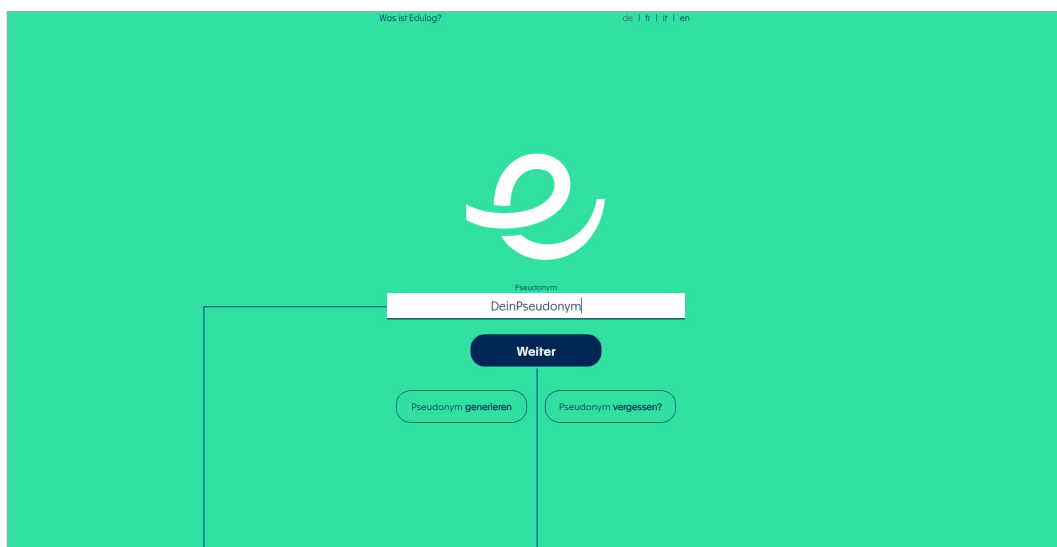 Was ist Edulog?
de | fr | it | en
Pseudonym
DeinPseudonym
Weiter
Pseudonym generieren
Pseudonym vergessen?